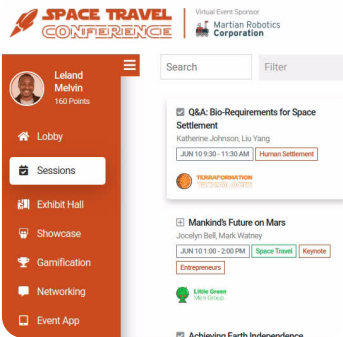 SPACE TRAVEL
CONFERENCE
Virtual Event Sponsor
Martian Robotics
Corporation
Leland
Melvin
160 Points
Lobby
Sessions
Exhibit Hall
Showcase
Gamification
Networking
Event App
Search
Filter
Q&A: Bio-Requirements for Space
Settlement
Katherine Johnson, Liu Yang
JUN 10 9:30 - 11:30 AM
Human Settlement
TERRAFORMATION
Mankind's Future on Mars
Jocelyn Bell, Mark Watney
JUN 10 1:00 - 2:00 PM
Space Travel
Keynote
Entrepreneurs
Little Green
Men Group
Achieving Earth Independence